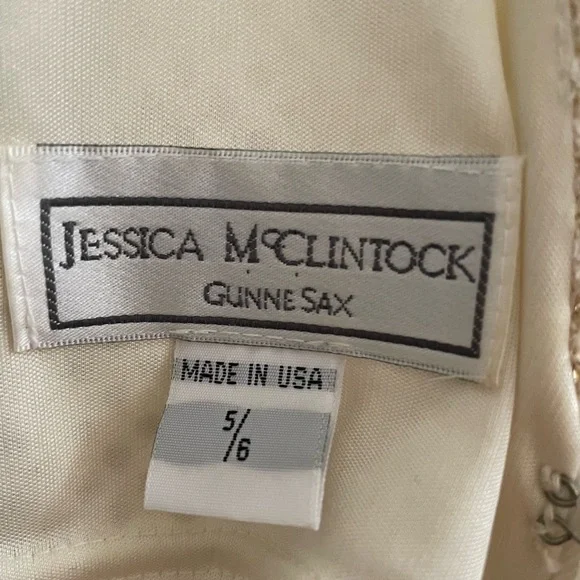 JESSICA McCLINTOCK
GUNNE SAX
MADE IN USA
5/
/6